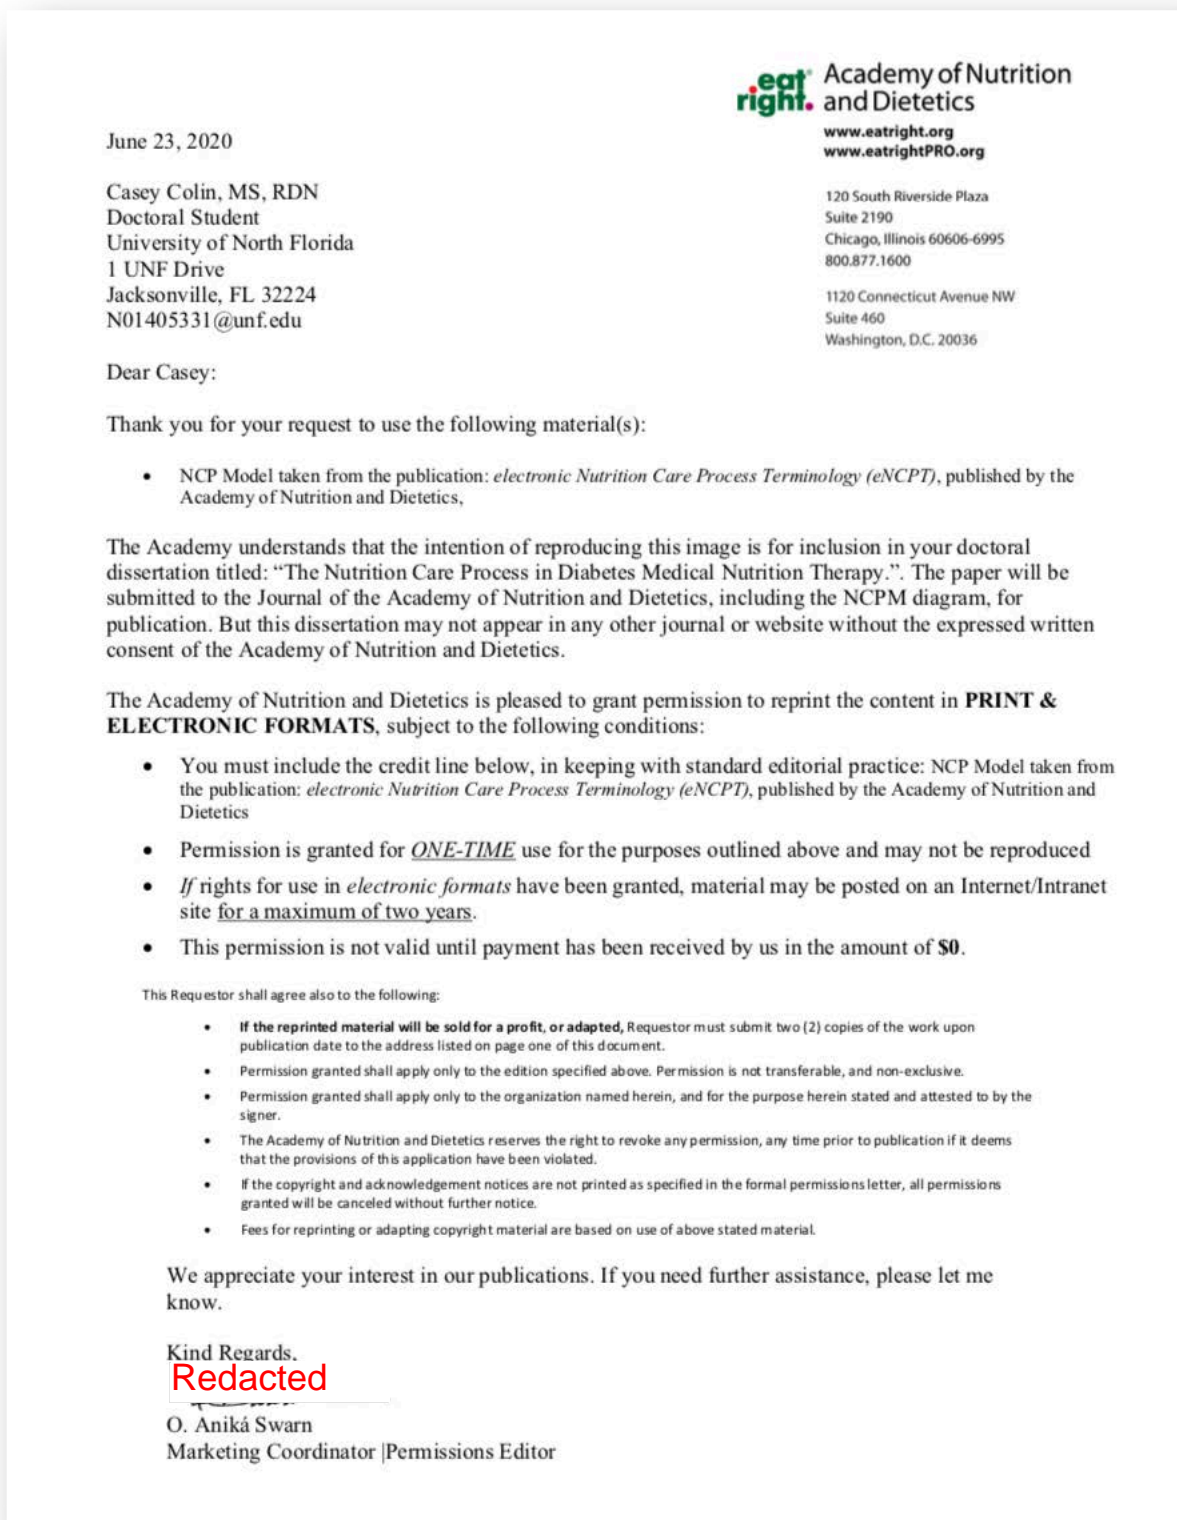 eat right. Academy of Nutrition
and Dietetics
www.eatright.org
www.eatrightPRO.org
120 South Riverside Plaza
Suite 2190
Chicago, Illinois 60606-6995
800.877.1600
1120 Connecticut Avenue NW
Suite 460
Washington, D.C. 20036
June 23, 2020
Casey Colin, MS, RDN
Doctoral Student
University of North Florida
1 UNF Drive
Jacksonville, FL 32224
N01405331@unf.edu
Dear Casey:
Thank you for your request to use the following material(s):
• NCP Model taken from the publication: electronic Nutrition Care Process Terminology (eNCPT), published by the
Academy of Nutrition and Dietetics,
The Academy understands that the intention of reproducing this image is for inclusion in your doctoral
dissertation titled: “The Nutrition Care Process in Diabetes Medical Nutrition Therapy.”. The paper will be
submitted to the Journal of the Academy of Nutrition and Dietetics, including the NCPM diagram, for
publication. But this dissertation may not appear in any other journal or website without the expressed written
consent of the Academy of Nutrition and Dietetics.
The Academy of Nutrition and Dietetics is pleased to grant permission to reprint the content in PRINT &
ELECTRONIC FORMATS, subject to the following conditions:
• You must include the credit line below, in keeping with standard editorial practice: NCP Model taken from
the publication: electronic Nutrition Care Process Terminology (eNCPT), published by the Academy of Nutrition and
Dietetics
• Permission is granted for ONE-TIME use for the purposes outlined above and may not be reproduced
• If rights for use in electronic formats have been granted, material may be posted on an Internet/Intranet
site for a maximum of two years.
• This permission is not valid until payment has been received by us in the amount of $0.
This Requestor shall agree also to the following:
• If the reprinted material will be sold for a profit, or adapted, Requestor must submit two (2) copies of the work upon
publication date to the address listed on page one of this document.
• Permission granted shall apply only to the edition specified above. Permission is not transferable, and non-exclusive.
• Permission granted shall apply only to the organization named herein, and for the purpose herein stated and attested to by the
signer.
• The Academy of Nutrition and Dietetics reserves the right to revoke any permission, any time prior to publication if it deems
that the provisions of this application have been violated.
• If the copyright and acknowledgement notices are not printed as specified in the formal permissions letter, all permissions
granted will be canceled without further notice.
• Fees for reprinting or adapting copyright material are based on use of above stated material.
We appreciate your interest in our publications. If you need further assistance, please let me
know.
Kind Regards,
Redacted
O. Aniká Swarn
Marketing Coordinator |Permissions Editor